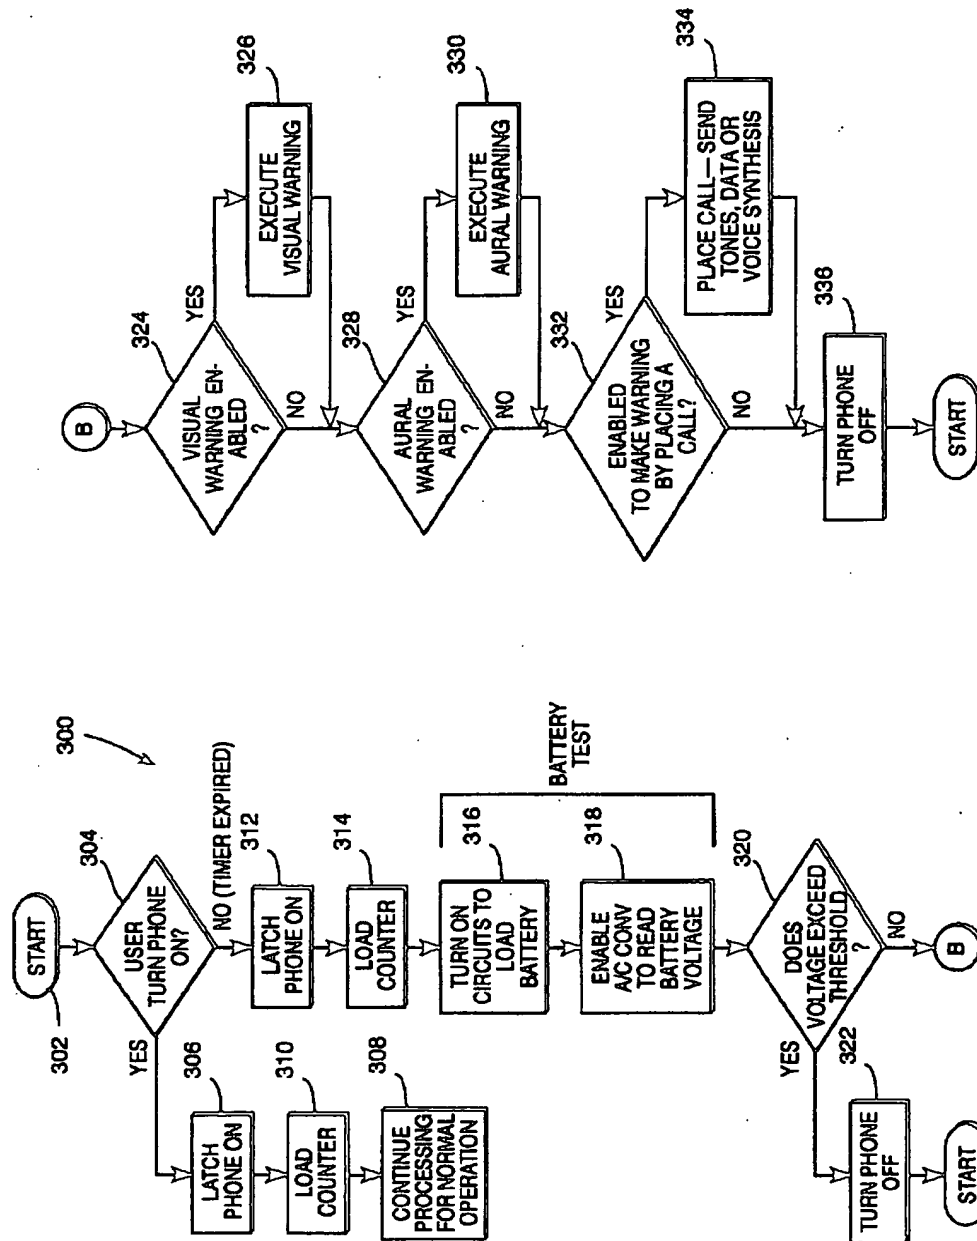 300
START
302
304
USER
TURN PHONE
ON?
YES
NO (TIMER EXPIRED)
306
LATCH
PHONE ON
310
LOAD
COUNTER
308
CONTINUE
PROCESSING
FOR NORMAL
OPERATION
312
LATCH
PHONE ON
314
LOAD
COUNTER
BATTERY
TEST
316
TURN ON
CIRCUITS TO
LOAD
BATTERY
318
ENABLE
A/C CONV
TO READ
BATTERY
VOLTAGE
320
DOES
VOLTAGE EXCEED
THRESHOLD
?
YES
NO
322
TURN PHONE
OFF
START
B
B
324
VISUAL
WARNING EN-
ABLED
?
YES
NO
326
EXECUTE
VISUAL WARNING
328
AURAL
WARNING EN-
ABLED
?
YES
NO
330
EXECUTE
AURAL WARNING
332
ENABLED
TO MAKE WARNING
BY PLACING A
CALL?
YES
NO
334
PLACE CALL—SEND
TONES, DATA OR
VOICE SYNTHESIS
336
TURN PHONE
OFF
START